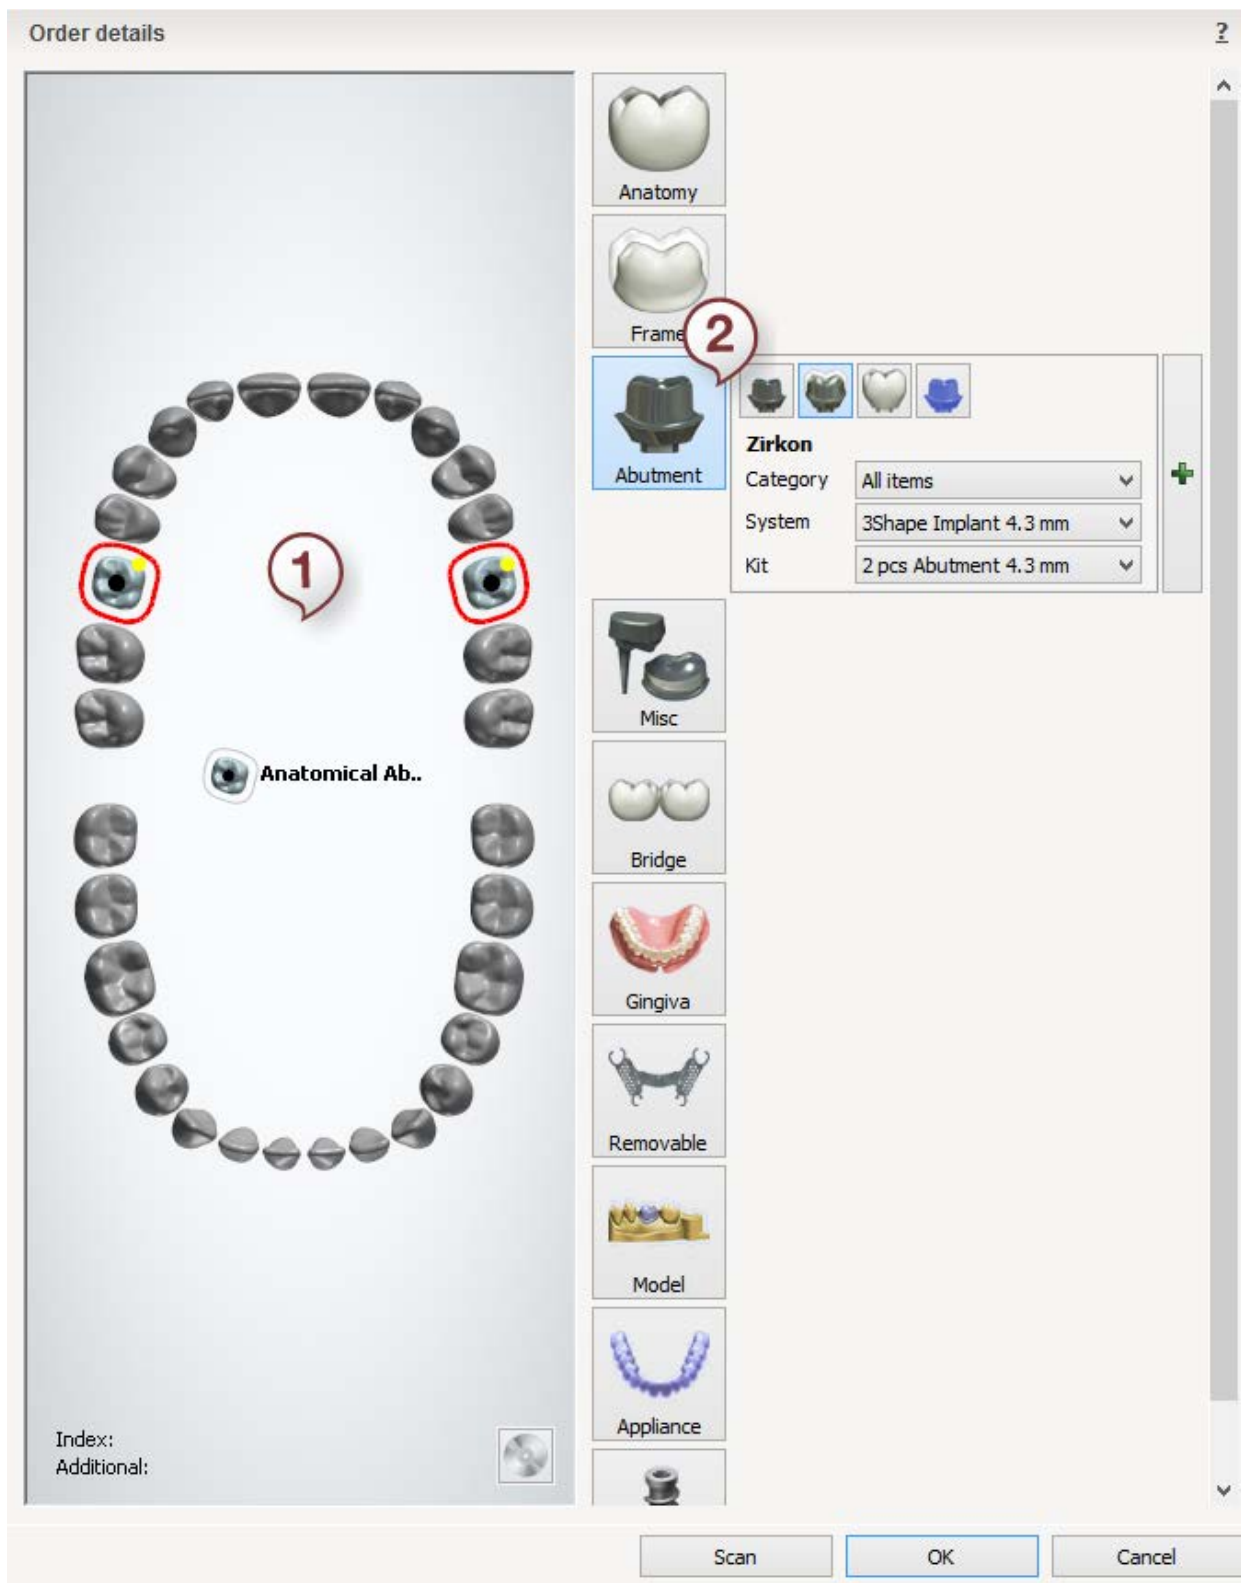 Order details
?
Anatomy
Frame
2
Abutment
Zirkon
Category All items
System 3Shape Implant 4.3 mm
Kit 2 pcs Abutment 4.3 mm
1
Misc
Anatomical Ab..
Bridge
Gingiva
Removable
Model
Appliance
Index:
Additional:
Scan OK Cancel